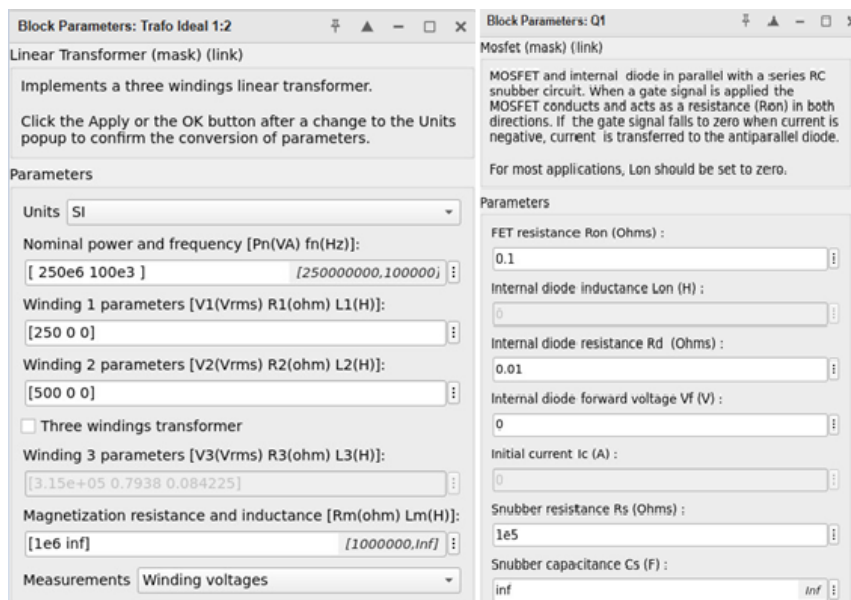 Block Parameters: Trafo Ideal 1:2
Linear Transformer (mask) (link)
Implements a three windings linear transformer.
Click the Apply or the OK button after a change to the Units
popup to confirm the conversion of parameters.
Parameters
Units SI
Nominal power and frequency [Pn(VA) fn(Hz)]:
[ 250e6 100e3 ] [250000000,100000]
Winding 1 parameters [V1(Vrms) R1(ohm) L1(H)]:
[250 0 0]
Winding 2 parameters [V2(Vrms) R2(ohm) L2(H)]:
[500 0 0]
Three windings transformer
Winding 3 parameters [V3(Vrms) R3(ohm) L3(H)]:
[3.15e+05 0.7938 0.084225]
Magnetization resistance and inductance [Rm(ohm) Lm(H)]:
[1e6 inf] [1000000,Inf]
Measurements Winding voltages
Block Parameters: Q1
Mosfet (mask) (link)
MOSFET and internal diode in parallel with a series RC
snubber circuit. When a gate signal is applied the
MOSFET conducts and acts as a resistance (Ron) in both
directions. If the gate signal falls to zero when current is
negative, current is transferred to the antiparallel diode.
For most applications, Lon should be set to zero.
Parameters
FET resistance Ron (Ohms) :
0.1
Internal diode inductance Lon (H) :
0
Internal diode resistance Rd (Ohms) :
0.01
Internal diode forward voltage Vf (V) :
0
Initial current Ic (A) :
0
Snubber resistance Rs (Ohms) :
1e5
Snubber capacitance Cs (F) :
inf Inf